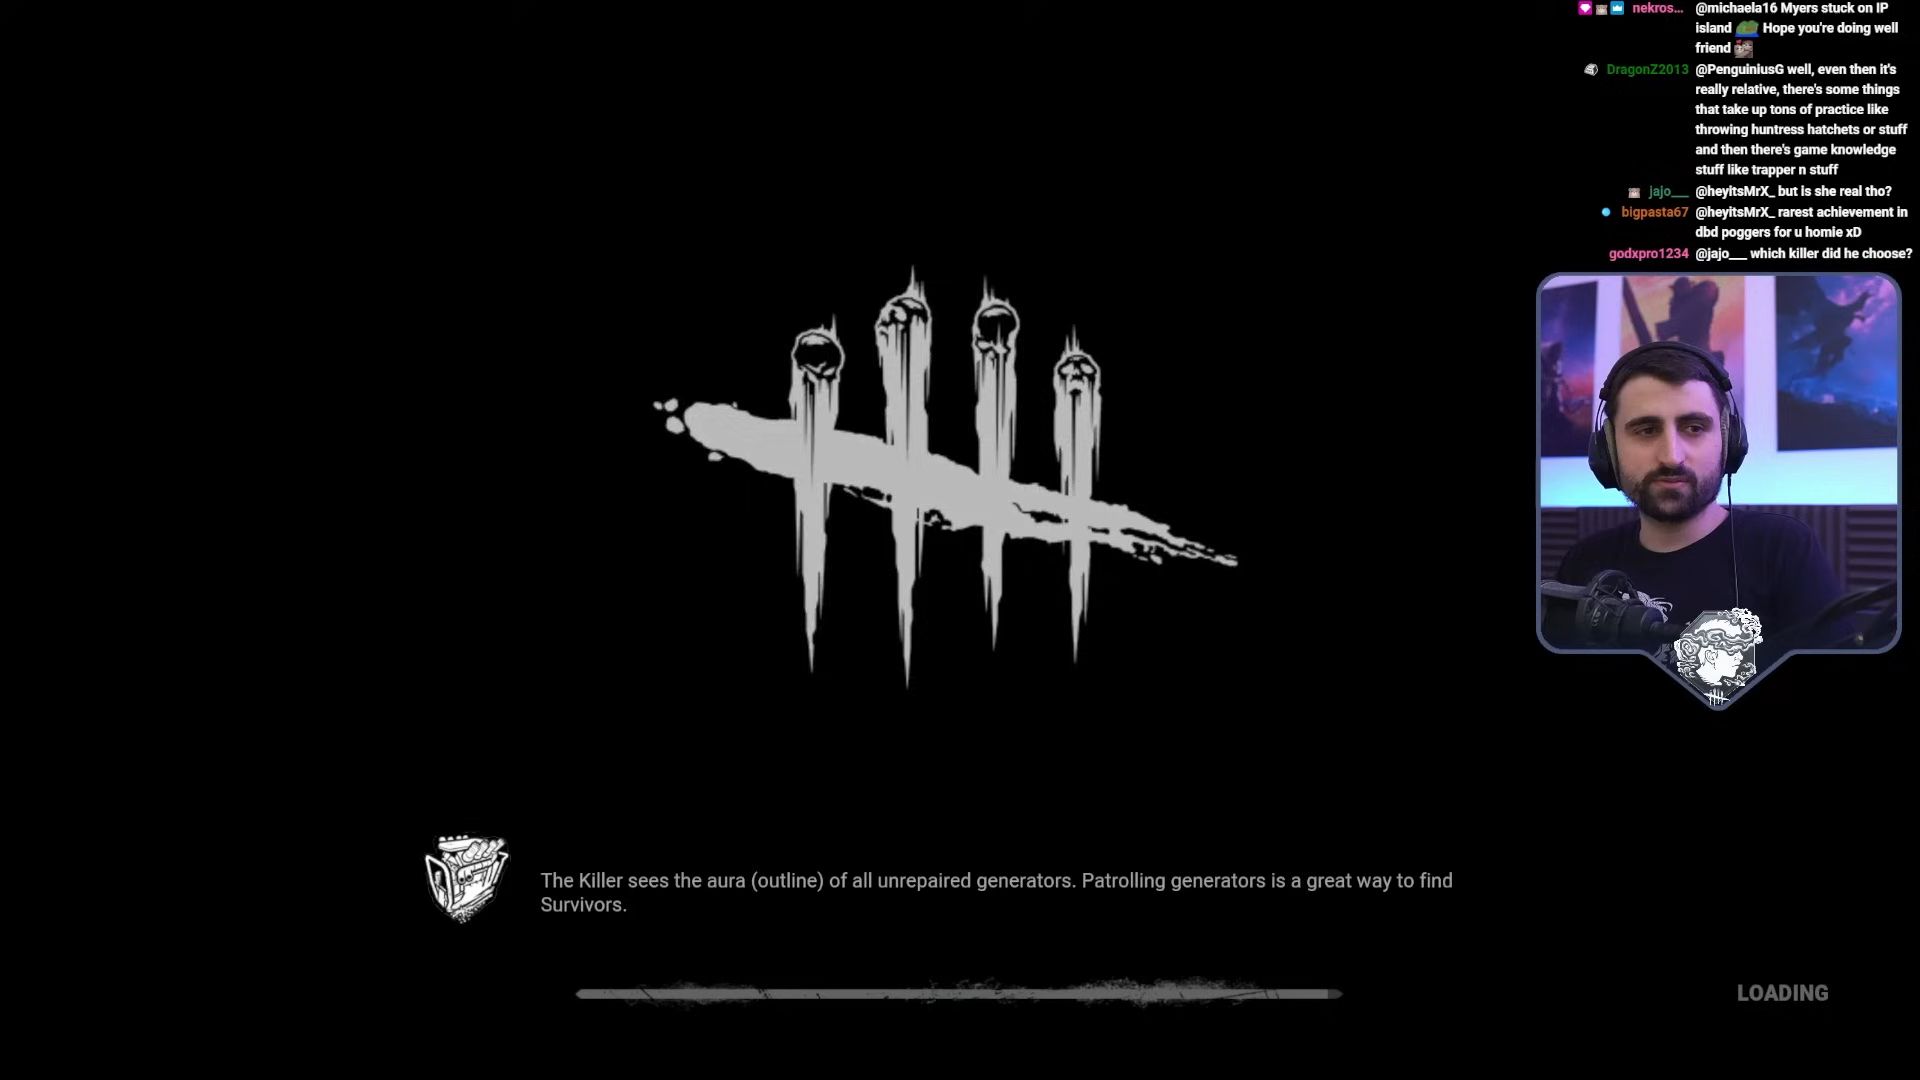 nekros... @michaela16 Myers stuck on IP
island Hope you're doing well
friend
DragonZ2013 @PenguiniusG well, even then it's
really relative, there's some things
that take up tons of practice like
throwing huntress hatchets or stuff
and then there's game knowledge
stuff like trapper n stuff
jajo___ @heyitsMrX_ but is she real tho?
bigpasta67 @heyitsMrX_ rarest achievement in
dbd poggers for u homie xD
godxpro1234 @jajo___ which killer did he choose?
The Killer sees the aura (outline) of all unrepaired generators. Patrolling generators is a great way to find
Survivors.
LOADING